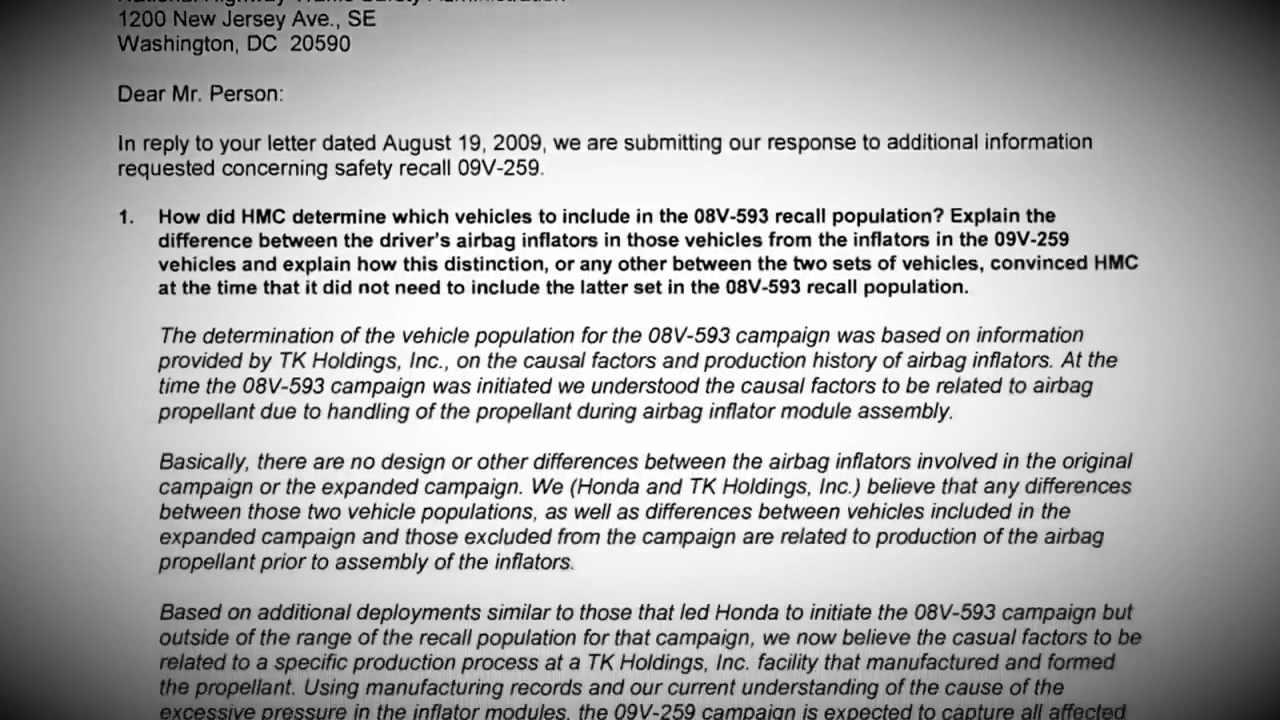 National Highway Traffic Safety Administration
1200 New Jersey Ave., SE
Washington, DC 20590
Dear Mr. Person:
In reply to your letter dated August 19, 2009, we are submitting our response to additional information
requested concerning safety recall 09V-259.
1. How did HMC determine which vehicles to include in the 08V-593 recall population? Explain the
difference between the driver's airbag inflators in those vehicles from the inflators in the 09V-259
vehicles and explain how this distinction, or any other between the two sets of vehicles, convinced HMC
at the time that it did not need to include the latter set in the 08V-593 recall population.
The determination of the vehicle population for the 08V-593 campaign was based on information
provided by TK Holdings, Inc., on the causal factors and production history of airbag inflators. At the
time the 08V-593 campaign was initiated we understood the causal factors to be related to airbag
propellant due to handling of the propellant during airbag inflator module assembly.
Basically, there are no design or other differences between the airbag inflators involved in the original
campaign or the expanded campaign. We (Honda and TK Holdings, Inc.) believe that any differences
between those two vehicle populations, as well as differences between vehicles included in the
expanded campaign and those excluded from the campaign are related to production of the airbag
propellant prior to assembly of the inflators.
Based on additional deployments similar to those that led Honda to initiate the 08V-593 campaign but
outside of the range of the recall population for that campaign, we now believe the casual factors to be
related to a specific production process at a TK Holdings, Inc. facility that manufactured and formed
the propellant. Using manufacturing records and our current understanding of the cause of the
excessive pressure in the inflator modules, the 09V-259 campaign is expected to capture all affected